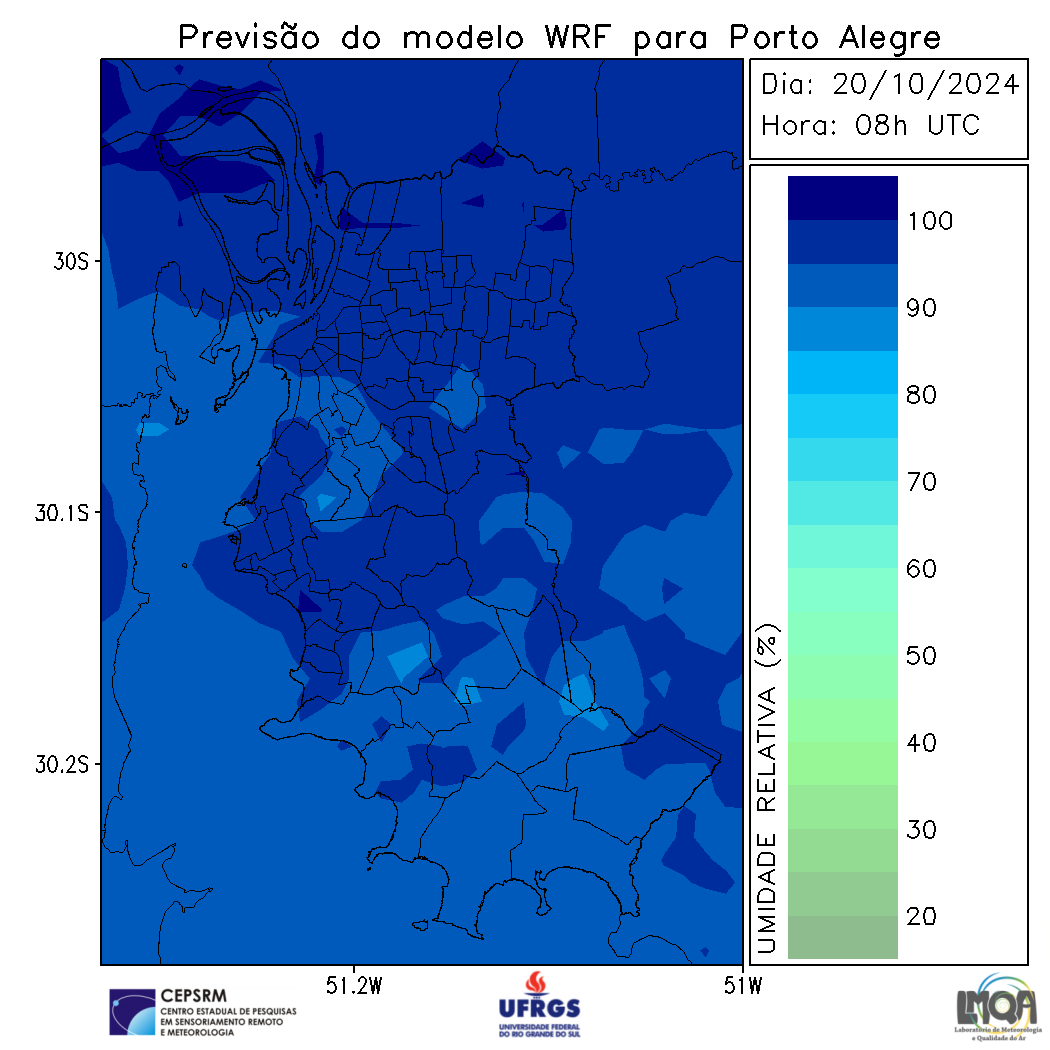 Previsão do modelo WRF para Porto Alegre
Dia: 20/10/2024
Hora: 08h UTC
30S
30.1S
30.2S
51.2W
51W
UMIDADE RELATIVA (%)
100
90
80
70
60
50
40
30
20
CEPSRM
CENTRO ESTADUAL DE PESQUISAS
EM SENSORIAMENTO REMOTO
E METEOROLOGIA
UFRGS
UNIVERSIDADE FEDERAL
DO RIO GRANDE DO SUL
LMQA
Laboratório de Meteorologia
e Qualidade do Ar